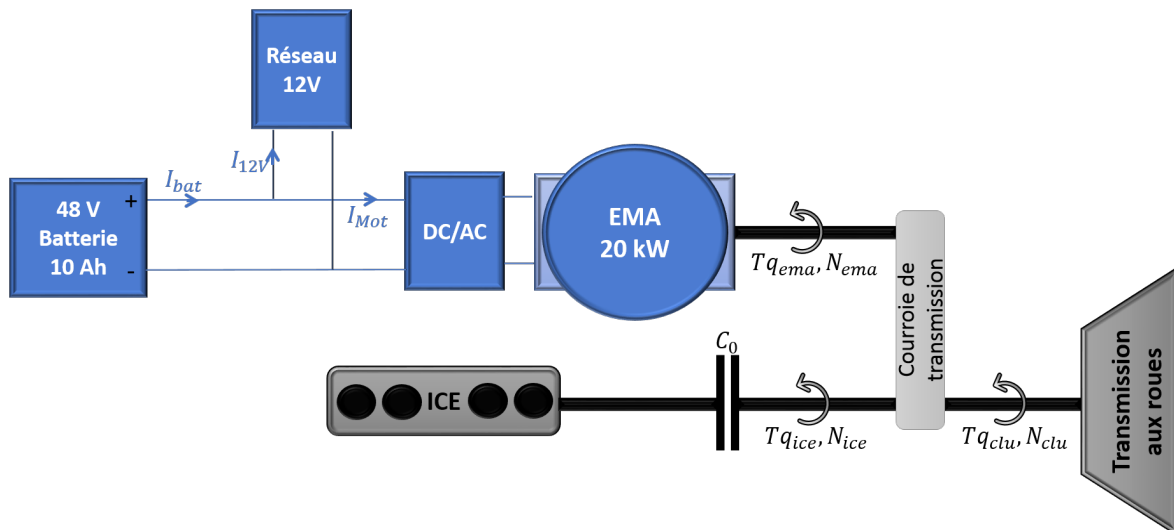 Réseau
12V
I12V
Ibat
IMot
48 V
Batterie
10 Ah
+
-
DC/AC
EMA
20 kW
Tqema, Nema
Courroie de
transmission
C0
ICE
Tqice, Nice
Tqclu, Nclu
Transmission
aux roues